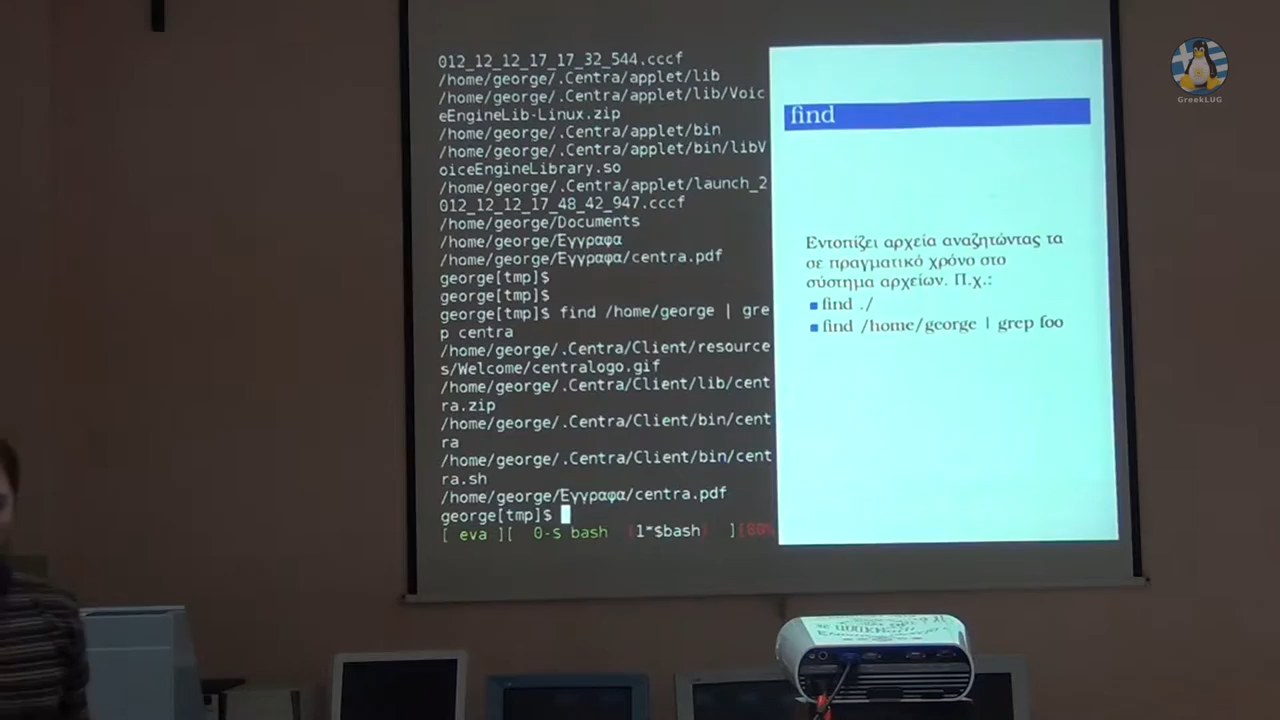 012_12_12_17_17_32_544.cccf
/home/george/.Centra/applet/lib
/home/george/.Centra/applet/lib/Voic
eEngineLib-Linux.zip
/home/george/.Centra/applet/bin
/home/george/.Centra/applet/bin/libV
oiceEngineLibrary.so
/home/george/.Centra/applet/launch_2
012_12_12_17_48_42_947.cccf
/home/george/Documents
/home/george/Έγγραφα
/home/george/Έγγραφα/centra.pdf
george[tmp]$
george[tmp]$
george[tmp]$ find /home/george | gre
p centra
/home/george/.Centra/Client/resource
s/Welcome/centralogo.gif
/home/george/.Centra/Client/lib/cent
ra.zip
/home/george/.Centra/Client/bin/cent
ra
/home/george/.Centra/Client/bin/cent
ra.sh
/home/george/Έγγραφα/centra.pdf
george[tmp]$
[ eva ][ 0-$ bash (1*$bash) ][80%
find
Εντοπίζει αρχεία αναζητώντας τα
σε πραγματικό χρόνο στο
σύστημα αρχείων. Π.χ.:
find ./
find /home/george | grep foo
GreekLUG